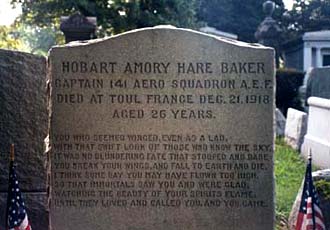 HOBART AMORY HARE BAKER
CAPTAIN 141 AERO SQUADRON A.E.F.
DIED AT TOUL FRANCE DEC. 21. 1918
AGED 26 YEARS.
YOU WHO SEEMED WINGED, EVEN AS A LAD,
WITH THAT SWIFT LOOK OF THOSE WHO KNOW THE SKY,
IT WAS NO BLUNDERING FATE THAT STOOPED AND BADE
YOU BREAK YOUR WINGS, AND FALL TO EARTH AND DIE,
I THINK SOME DAY YOU MAY HAVE FLOWN TOO HIGH,
SO THAT IMMORTALS SAW YOU AND WERE GLAD,
WATCHING THE BEAUTY OF YOUR SPIRITS FLAME,
UNTIL THEY LOVED AND CALLED YOU, AND YOU CAME.